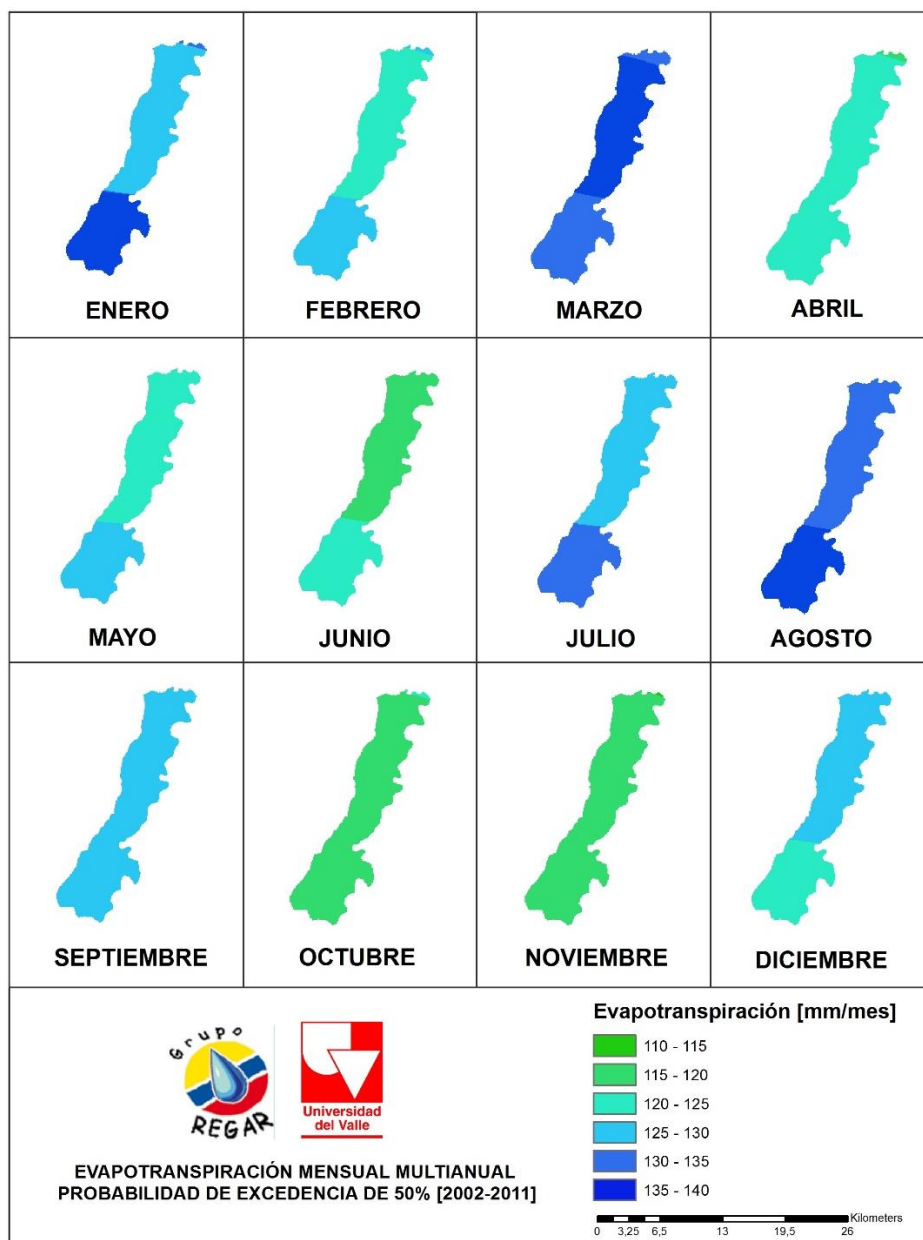 ENERO
FEBRERO
MARZO
ABRIL
MAYO
JUNIO
JULIO
AGOSTO
SEPTIEMBRE
OCTUBRE
NOVIEMBRE
DICIEMBRE
Grupo
REGAR
Universidad
del Valle
EVAPOTRANSPIRACIÓN MENSUAL MULTIANUAL
PROBABILIDAD DE EXCEDENCIA DE 50% [2002-2011]
Evapotranspiración [mm/mes]
110 - 115
115 - 120
120 - 125
125 - 130
130 - 135
135 - 140
Kilometers
0 3,25 6,5 13 19,5 26